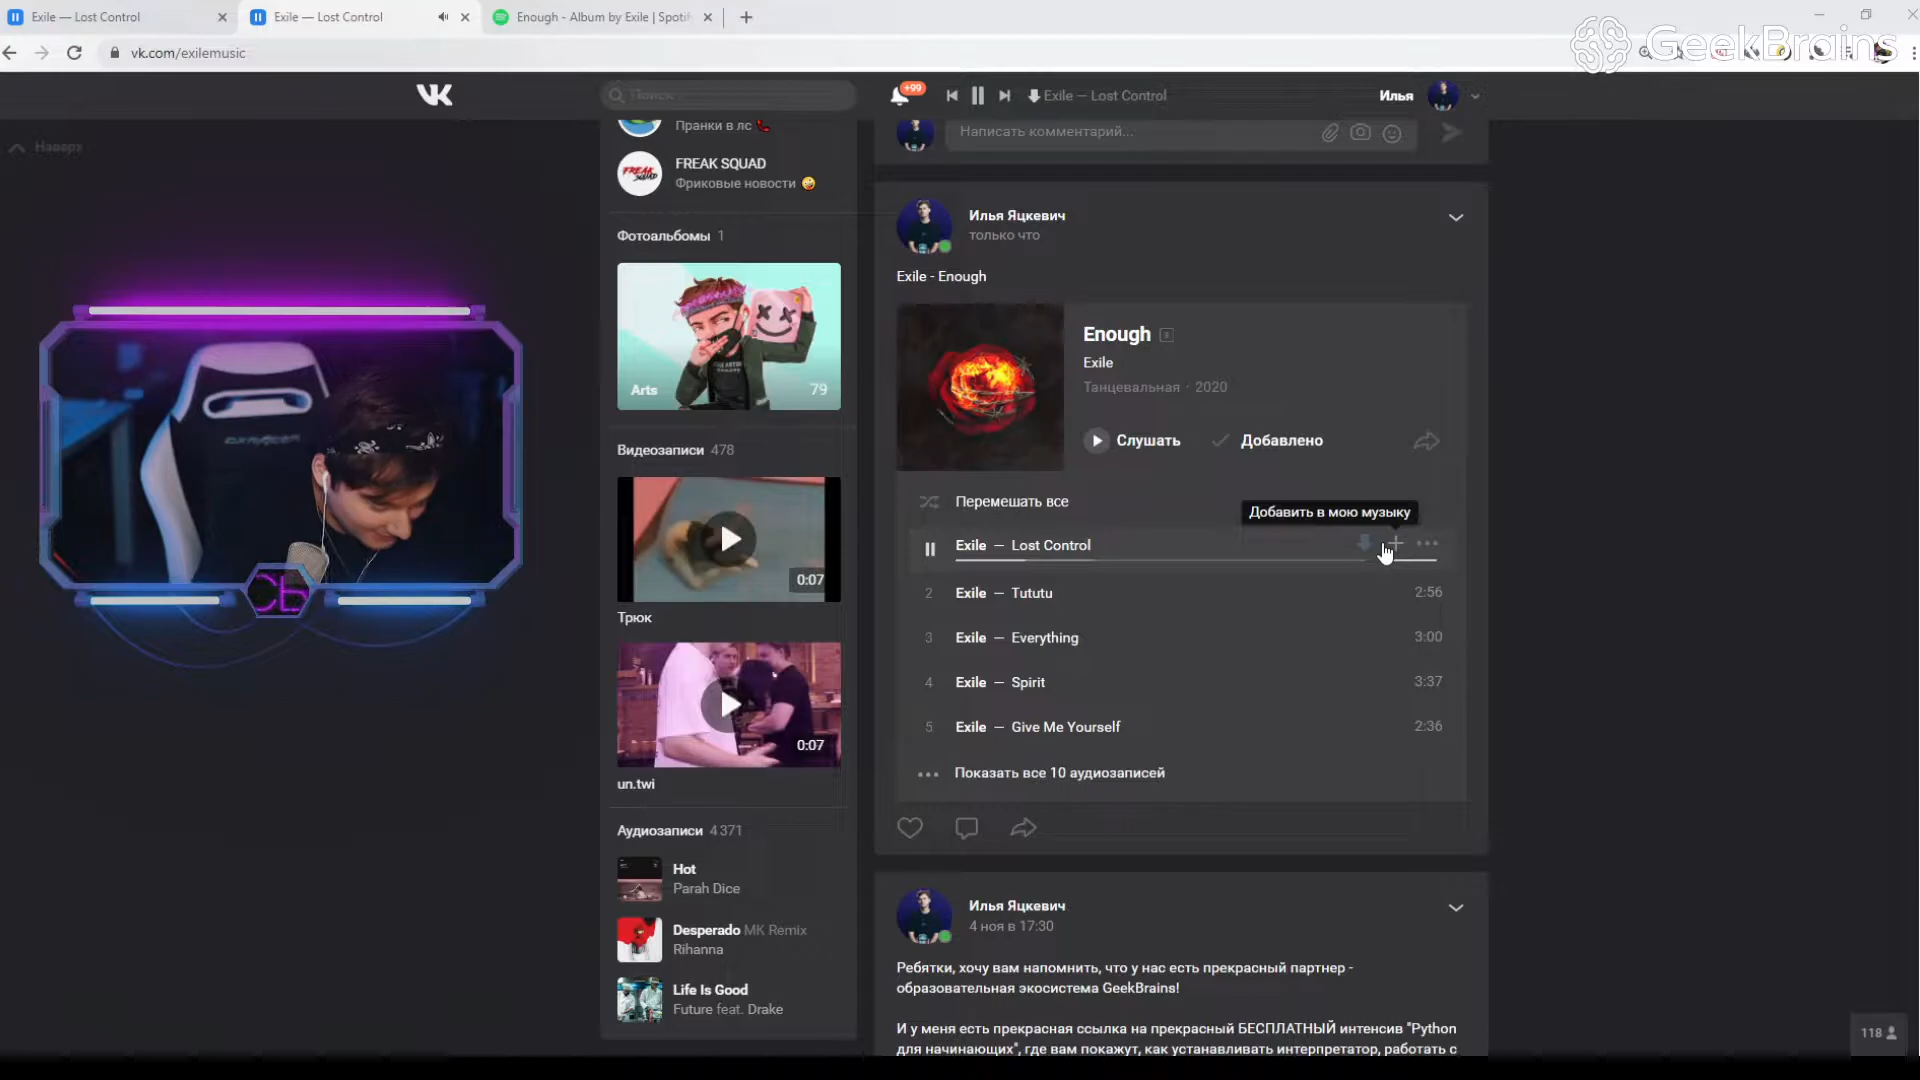 Exile — Lost Control
Exile — Lost Control
Enough - Album by Exile | Spotif
vk.com/exilemusic
GeekBrains
Поиск
+99
Exile — Lost Control
Илья
Наверх
Пранки в лс
Написать комментарий...
FREAK SQUAD
Фриковые новости
Фотоальбомы 1
Arts 79
Видеозаписи 478
0:07
Трюк
0:07
un.twi
Аудиозаписи 4 371
Hot
Parah Dice
Desperado MK Remix
Rihanna
Life Is Good
Future feat. Drake
Илья Яцкевич
только что
Exile - Enough
Enough
Exile
Танцевальная · 2020
Слушать
Добавлено
Перемешать все
Добавить в мою музыку
Exile — Lost Control
2 Exile — Tututu 2:56
3 Exile — Everything 3:00
4 Exile — Spirit 3:37
5 Exile — Give Me Yourself 2:36
Показать все 10 аудиозаписей
Илья Яцкевич
4 ноя в 17:30
Ребятки, хочу вам напомнить, что у нас есть прекрасный партнер -
образовательная экосистема GeekBrains!
И у меня есть прекрасная ссылка на прекрасный БЕСПЛАТНЫЙ интенсив "Python
для начинающих", где вам покажут, как устанавливать интерпретатор, работать с
118